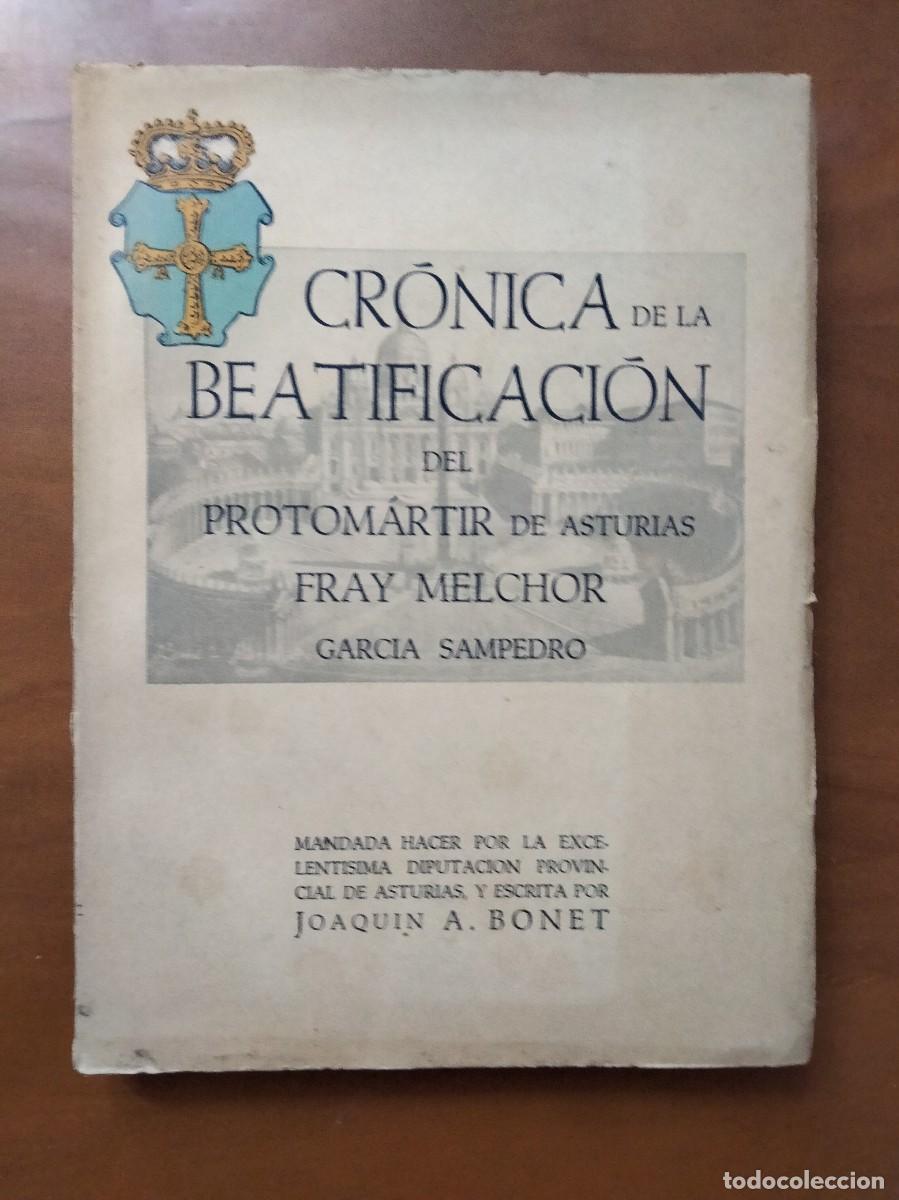 CRÓNICA DE LA
BEATIFICACIÓN
DEL
PROTOMÁRTIR DE ASTURIAS
FRAY MELCHOR
GARCIA SAMPEDRO
MANDADA HACER POR LA EXCE-
LENTISIMA DIPUTACION PROVIN-
CIAL DE ASTURIAS, Y ESCRITA POR
JOAQUIN A. BONET
todocoleccion